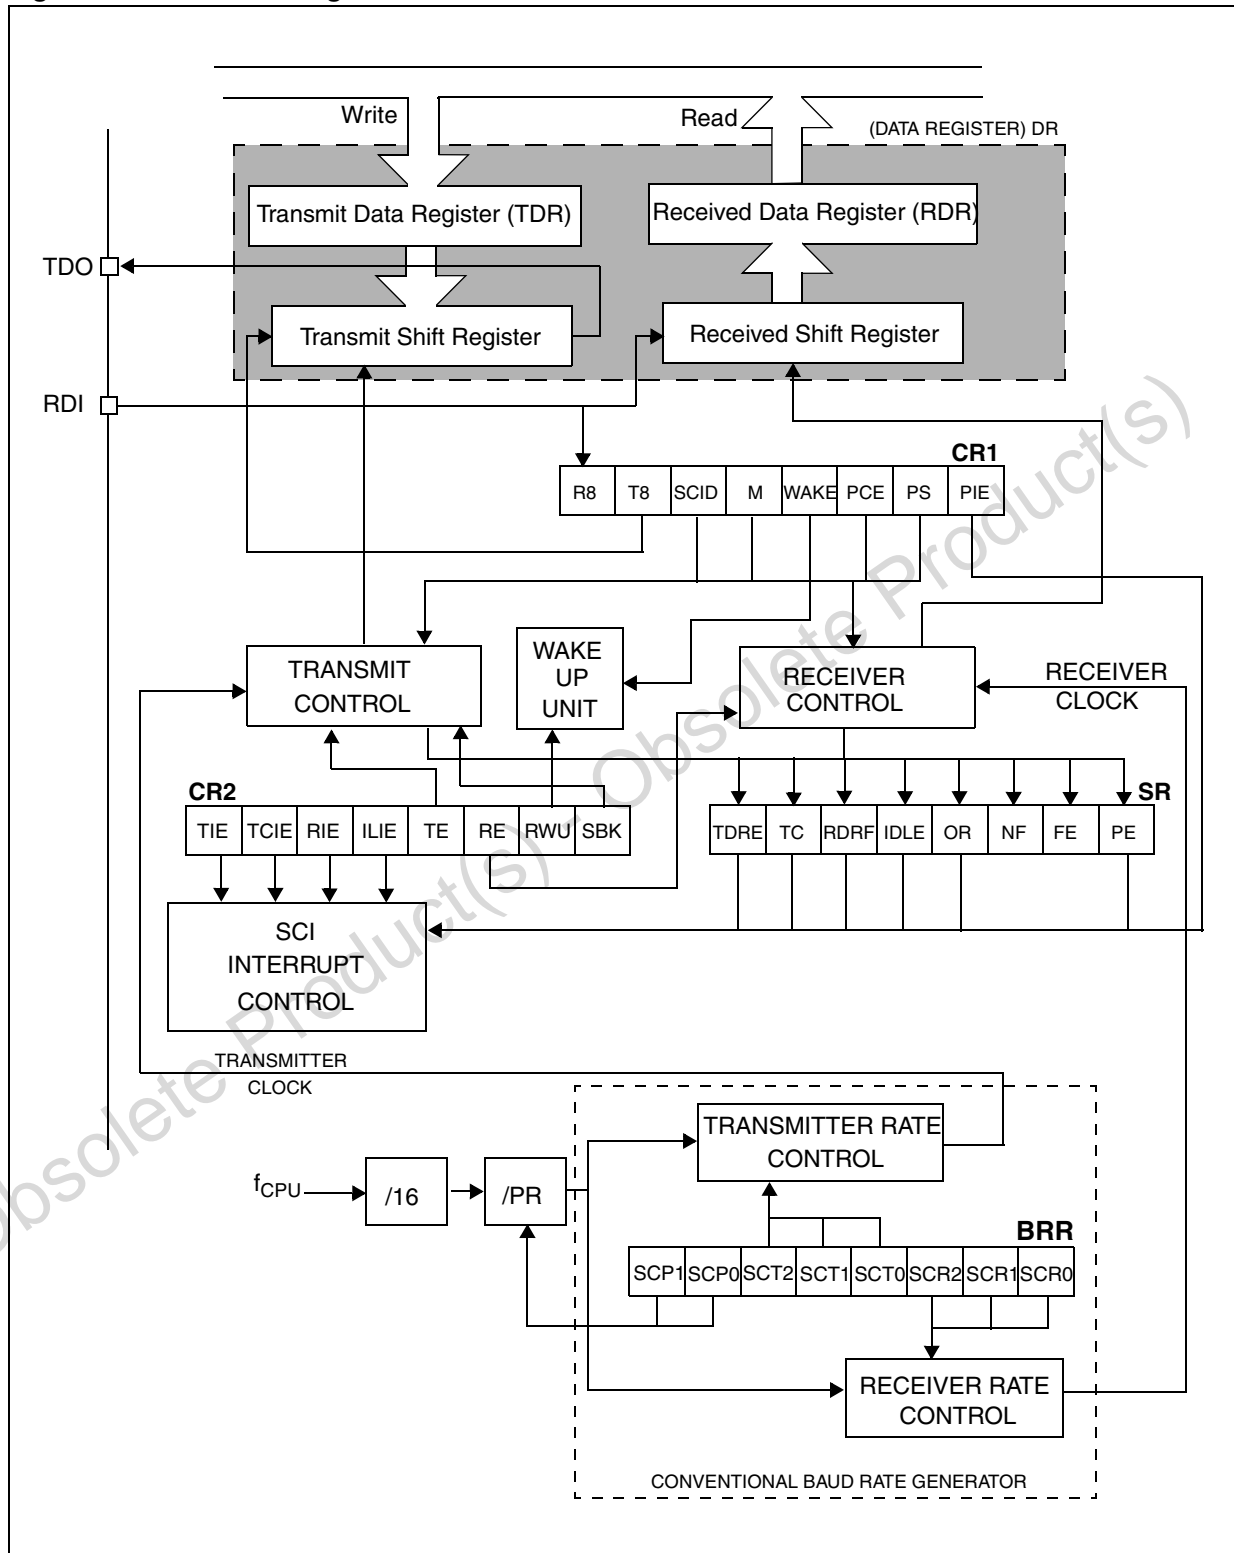 Write
Read
(DATA REGISTER) DR
Transmit Data Register (TDR)
Received Data Register (RDR)
TDO
Transmit Shift Register
Received Shift Register
RDI
CR1
R8 T8 SCID M WAKE PCE PS PIE
TRANSMIT
CONTROL
WAKE
UP
UNIT
RECEIVER
CONTROL
RECEIVER
CLOCK
CR2
TIE TCIE RIE ILIE TE RE RWU SBK
SR
TDRE TC RDRF IDLE OR NF FE PE
SCI
INTERRUPT
CONTROL
TRANSMITTER
CLOCK
TRANSMITTER RATE
CONTROL
fCPU
/16
/PR
BRR
SCP1 SCP0 SCT2 SCT1 SCT0 SCR2 SCR1 SCR0
RECEIVER RATE
CONTROL
CONVENTIONAL BAUD RATE GENERATOR
Obsolete Product(s) - Obsolete Product(s)